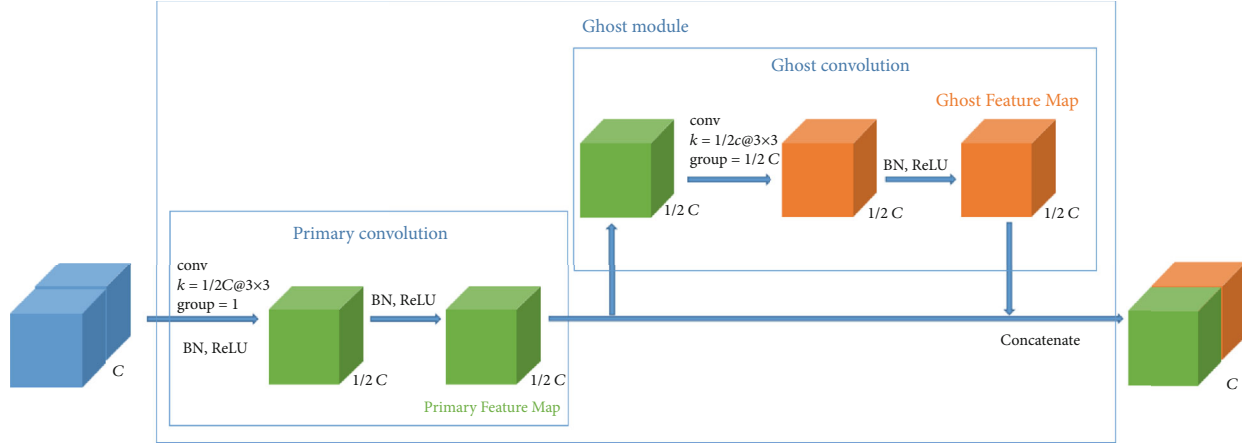 Ghost module
Ghost convolution
Ghost Feature Map
conv
k = 1/2c@3×3
group = 1/2 C
BN, ReLU
1/2 C
1/2 C
1/2 C
Primary convolution
conv
k = 1/2C@3×3
group = 1
BN, ReLU
BN, ReLU
C
1/2 C
1/2 C
Primary Feature Map
Concatenate
C